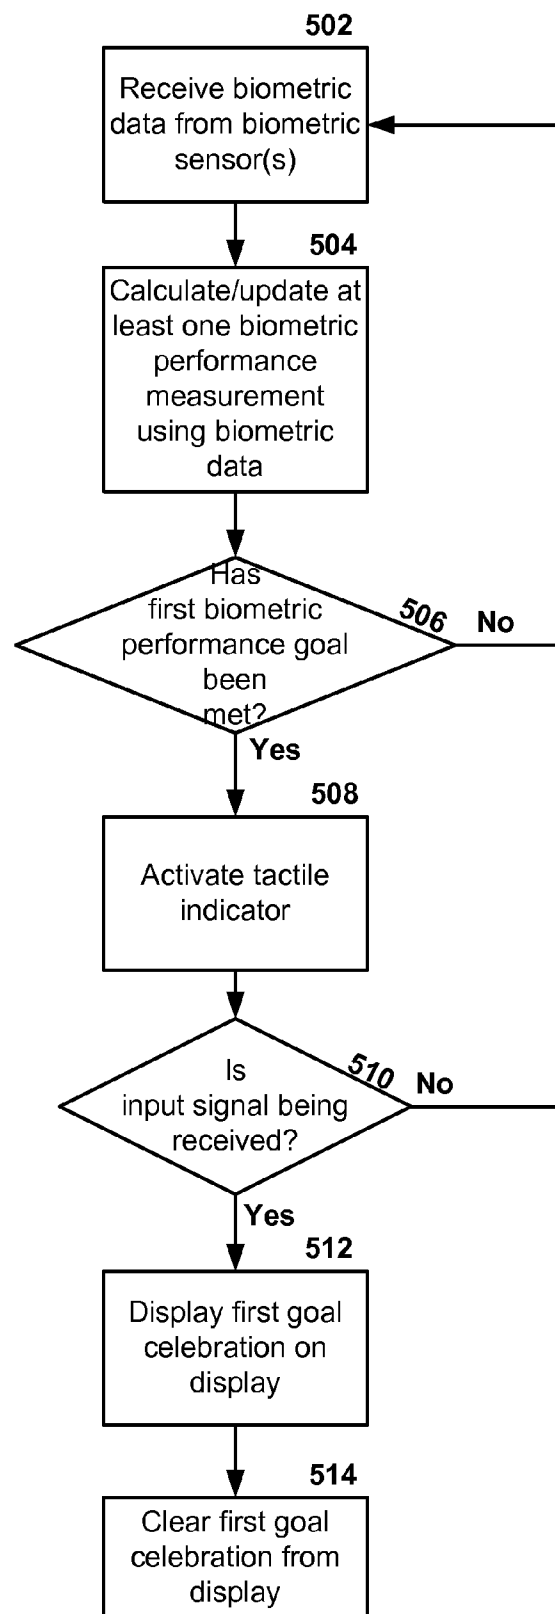 502
Receive biometric
data from biometric
sensor(s)
504
Calculate/update at
least one biometric
performance
measurement
using biometric
data
Has
first biometric
performance goal
been
met?
506
No
Yes
508
Activate tactile
indicator
Is
input signal being
received?
510
No
Yes
512
Display first goal
celebration on
display
514
Clear first goal
celebration from
display